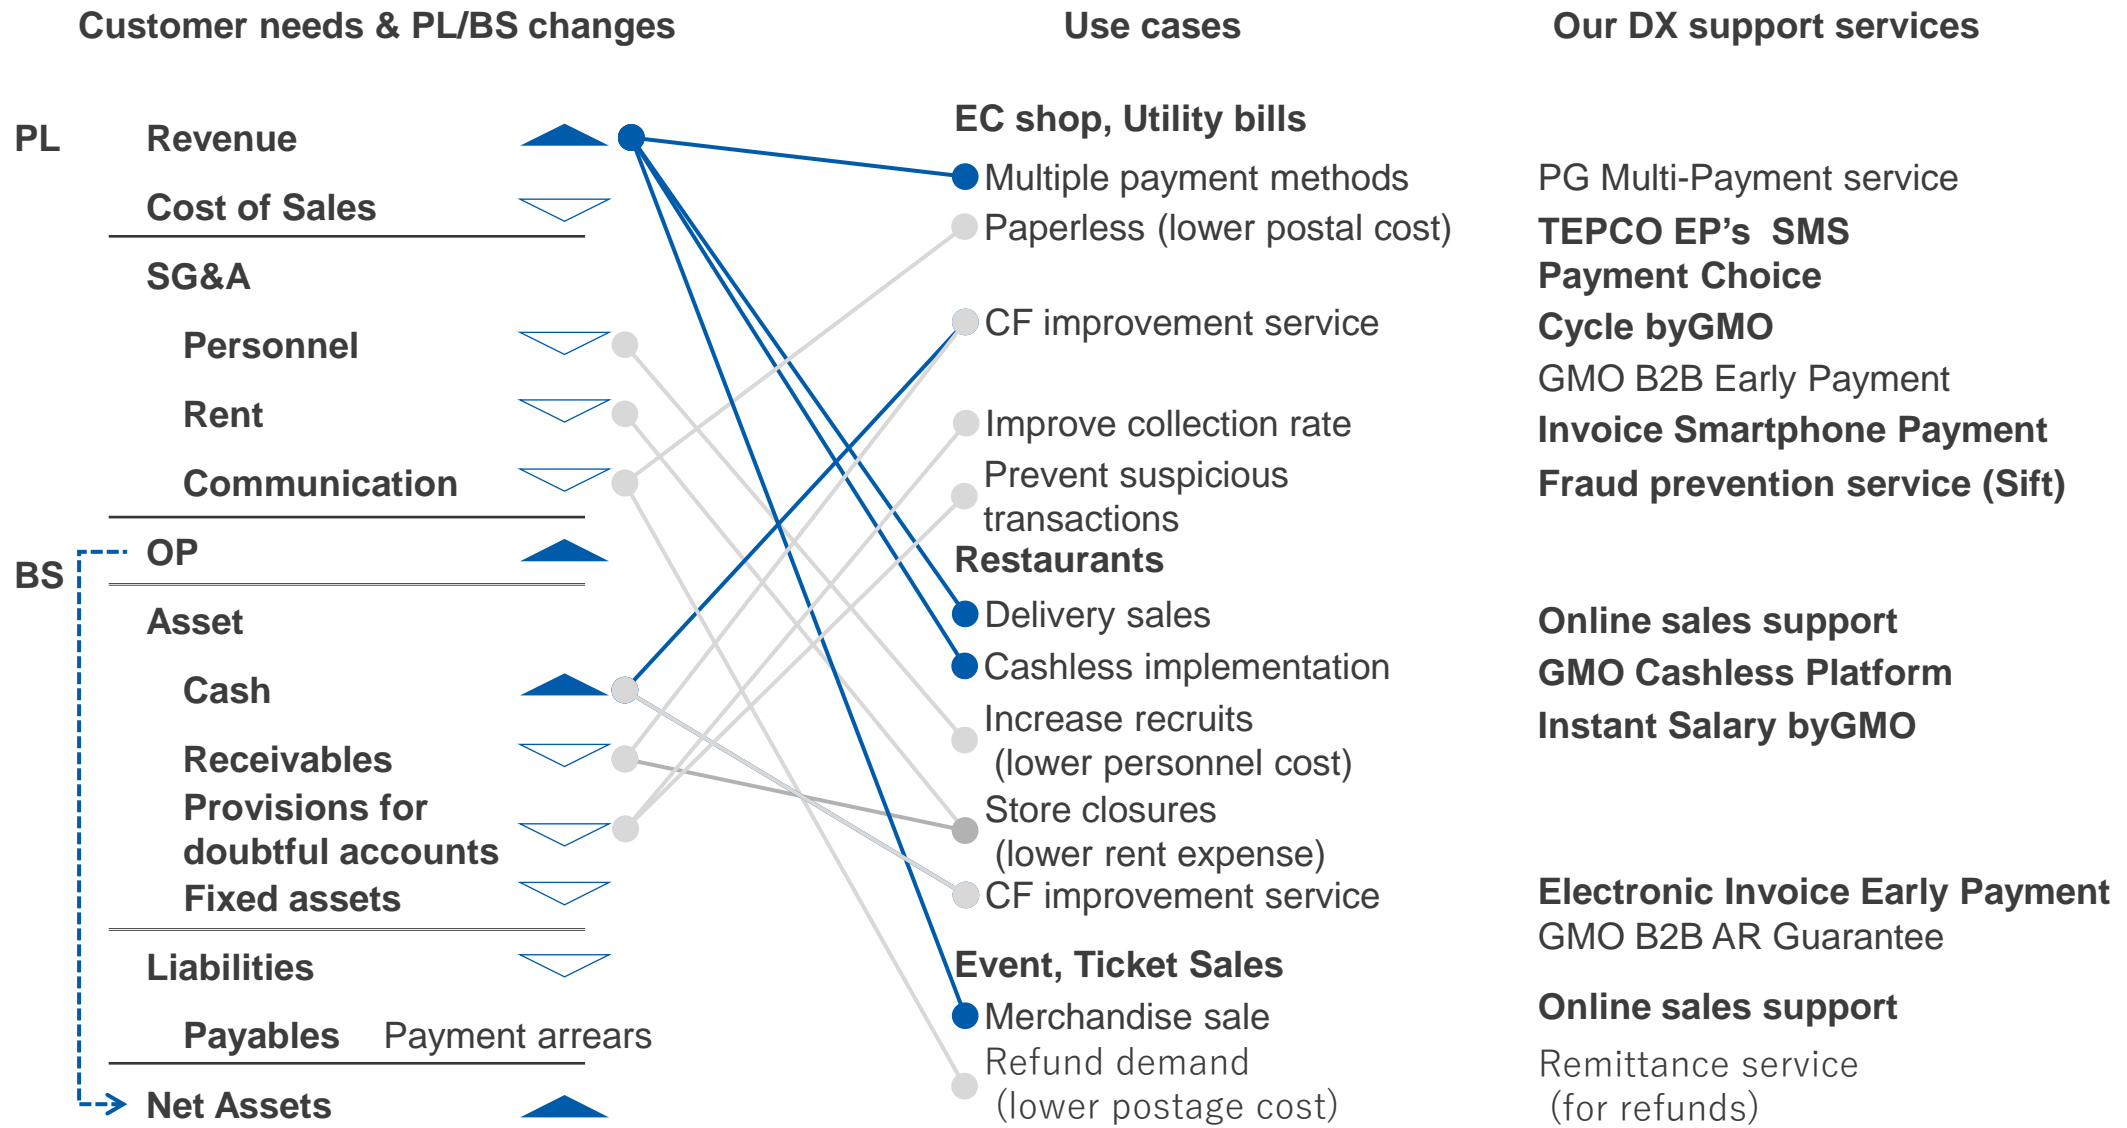 Customer needs & PL/BS changes
Use cases
Our DX support services
PL
Revenue
Cost of Sales
SG&A
Personnel
Rent
Communication
BS
OP
Asset
Cash
Receivables
Provisions for
doubtful accounts
Fixed assets
Liabilities
Payables Payment arrears
Net Assets
EC shop, Utility bills
Multiple payment methods
Paperless (lower postal cost)
CF improvement service
Improve collection rate
Prevent suspicious
transactions
Restaurants
Delivery sales
Cashless implementation
Increase recruits
(lower personnel cost)
Store closures
(lower rent expense)
CF improvement service
Event, Ticket Sales
Merchandise sale
Refund demand
(lower postage cost)
PG Multi-Payment service
TEPCO EP’s SMS
Payment Choice
Cycle byGMO
GMO B2B Early Payment
Invoice Smartphone Payment
Fraud prevention service (Sift)
Online sales support
GMO Cashless Platform
Instant Salary byGMO
Electronic Invoice Early Payment
GMO B2B AR Guarantee
Online sales support
Remittance service
(for refunds)